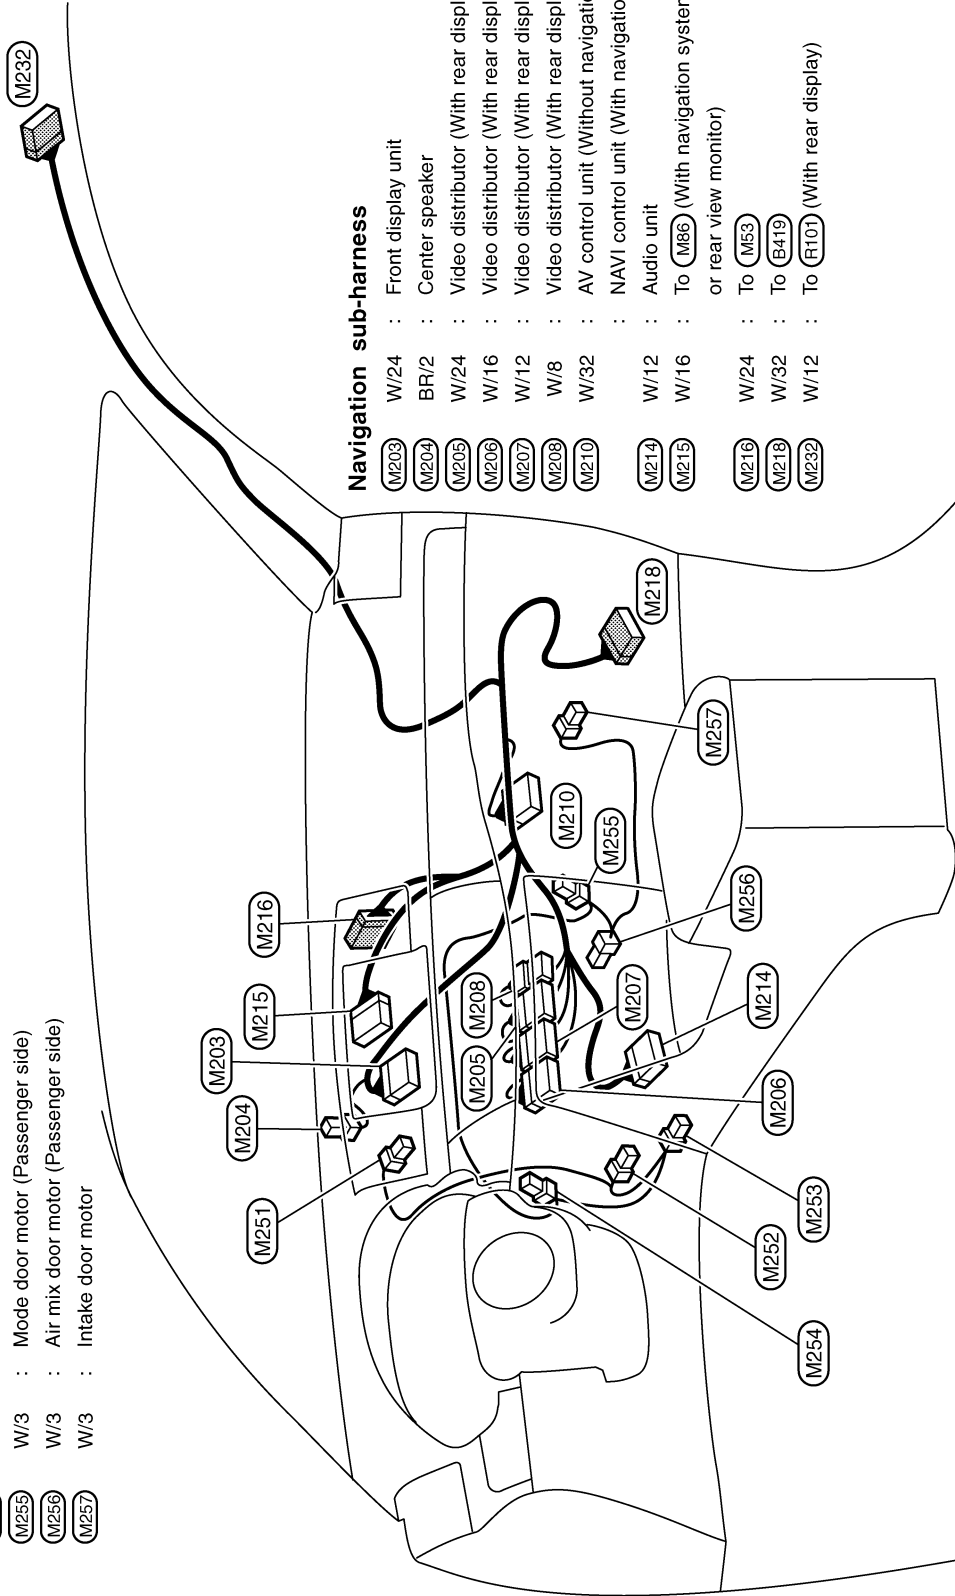 M255 W/3 : Mode door motor (Passenger side)
M256 W/3 : Air mix door motor (Passenger side)
M257 W/3 : Intake door motor
Navigation sub-harness
M203 W/24 : Front display unit
M204 BR/2 : Center speaker
M205 W/24 : Video distributor (With rear displ
M206 W/16 : Video distributor (With rear displ
M207 W/12 : Video distributor (With rear displ
M208 W/8 : Video distributor (With rear displ
M210 W/32 : AV control unit (Without navigati
: NAVI control unit (With navigatio
M214 W/12 : Audio unit
M215 W/16 : To M86 (With navigation syster
or rear view monitor)
M216 W/24 : To M53
M218 W/32 : To B419
M232 W/12 : To R101 (With rear display)
M204
M251
M203
M215
M216
M232
M205
M208
M210
M255
M218
M257
M256
M207
M214
M206
M253
M252
M254